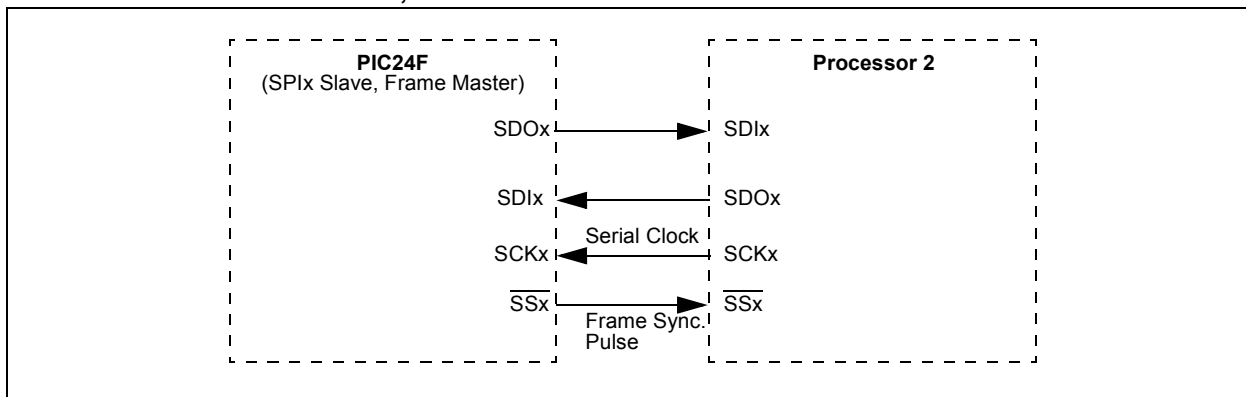 PIC24F
(SPIx Slave, Frame Master)
Processor 2
SDOx
SDIx
SDIx
SDOx
Serial Clock
SCKx
SCKx
SSx
SSx
Frame Sync.
Pulse